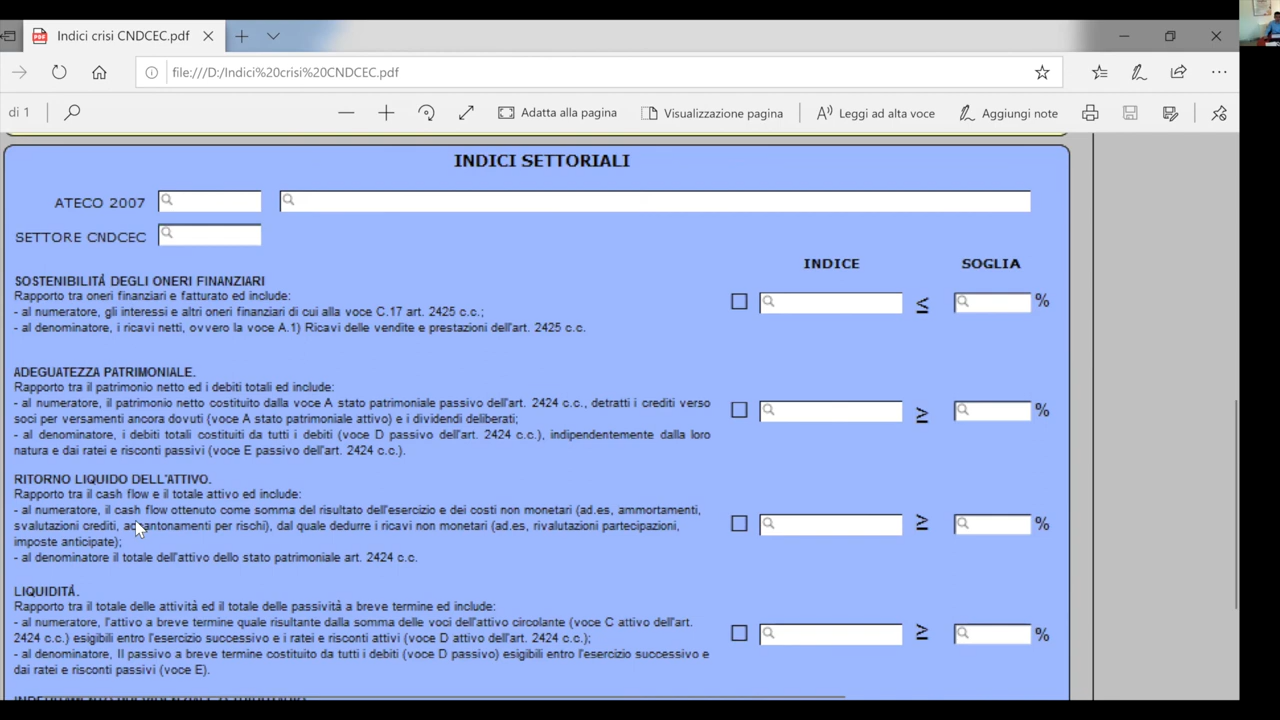 Indici crisi CNDCEC.pdf
file:///D:/Indici%20crisi%20CNDCEC.pdf
di 1
Adatta alla pagina
Visualizzazione pagina
Leggi ad alta voce
Aggiungi note
INDICI SETTORIALI
ATECO 2007
SETTORE CNDCEC
INDICE SOGLIA
SOSTENIBILITÁ DEGLI ONERI FINANZIARI
Rapporto tra oneri finanziari e fatturato ed include:
- al numeratore, gli interessi e altri oneri finanziari di cui alla voce C.17 art. 2425 c.c.;
- al denominatore, i ricavi netti, ovvero la voce A.1) Ricavi delle vendite e prestazioni dell'art. 2425 c.c.
≤ %
ADEGUATEZZA PATRIMONIALE.
Rapporto tra il patrimonio netto ed i debiti totali ed include:
- al numeratore, il patrimonio netto costituito dalla voce A stato patrimoniale passivo dell'art. 2424 c.c., detratti i crediti verso
soci per versamenti ancora dovuti (voce A stato patrimoniale attivo) e i dividendi deliberati;
- al denominatore, i debiti totali costituiti da tutti i debiti (voce D passivo dell'art. 2424 c.c.), indipendentemente dalla loro
natura e dai ratei e risconti passivi (voce E passivo dell'art. 2424 c.c.).
≥ %
RITORNO LIQUIDO DELL'ATTIVO.
Rapporto tra il cash flow e il totale attivo ed include:
- al numeratore, il cash flow ottenuto come somma del risultato dell'esercizio e dei costi non monetari (ad.es, ammortamenti,
svalutazioni crediti, accantonamenti per rischi), dal quale dedurre i ricavi non monetari (ad.es, rivalutazioni partecipazioni,
imposte anticipate);
- al denominatore il totale dell'attivo dello stato patrimoniale art. 2424 c.c.
≥ %
LIQUIDITÁ.
Rapporto tra il totale delle attività ed il totale delle passività a breve termine ed include:
- al numeratore, l'attivo a breve termine quale risultante dalla somma delle voci dell'attivo circolante (voce C attivo dell'art.
2424 c.c.) esigibili entro l'esercizio successivo e i ratei e risconti attivi (voce D attivo dell'art. 2424 c.c.);
- al denominatore, Il passivo a breve termine costituito da tutti i debiti (voce D passivo) esigibili entro l'esercizio successivo e
dai ratei e risconti passivi (voce E).
≥ %